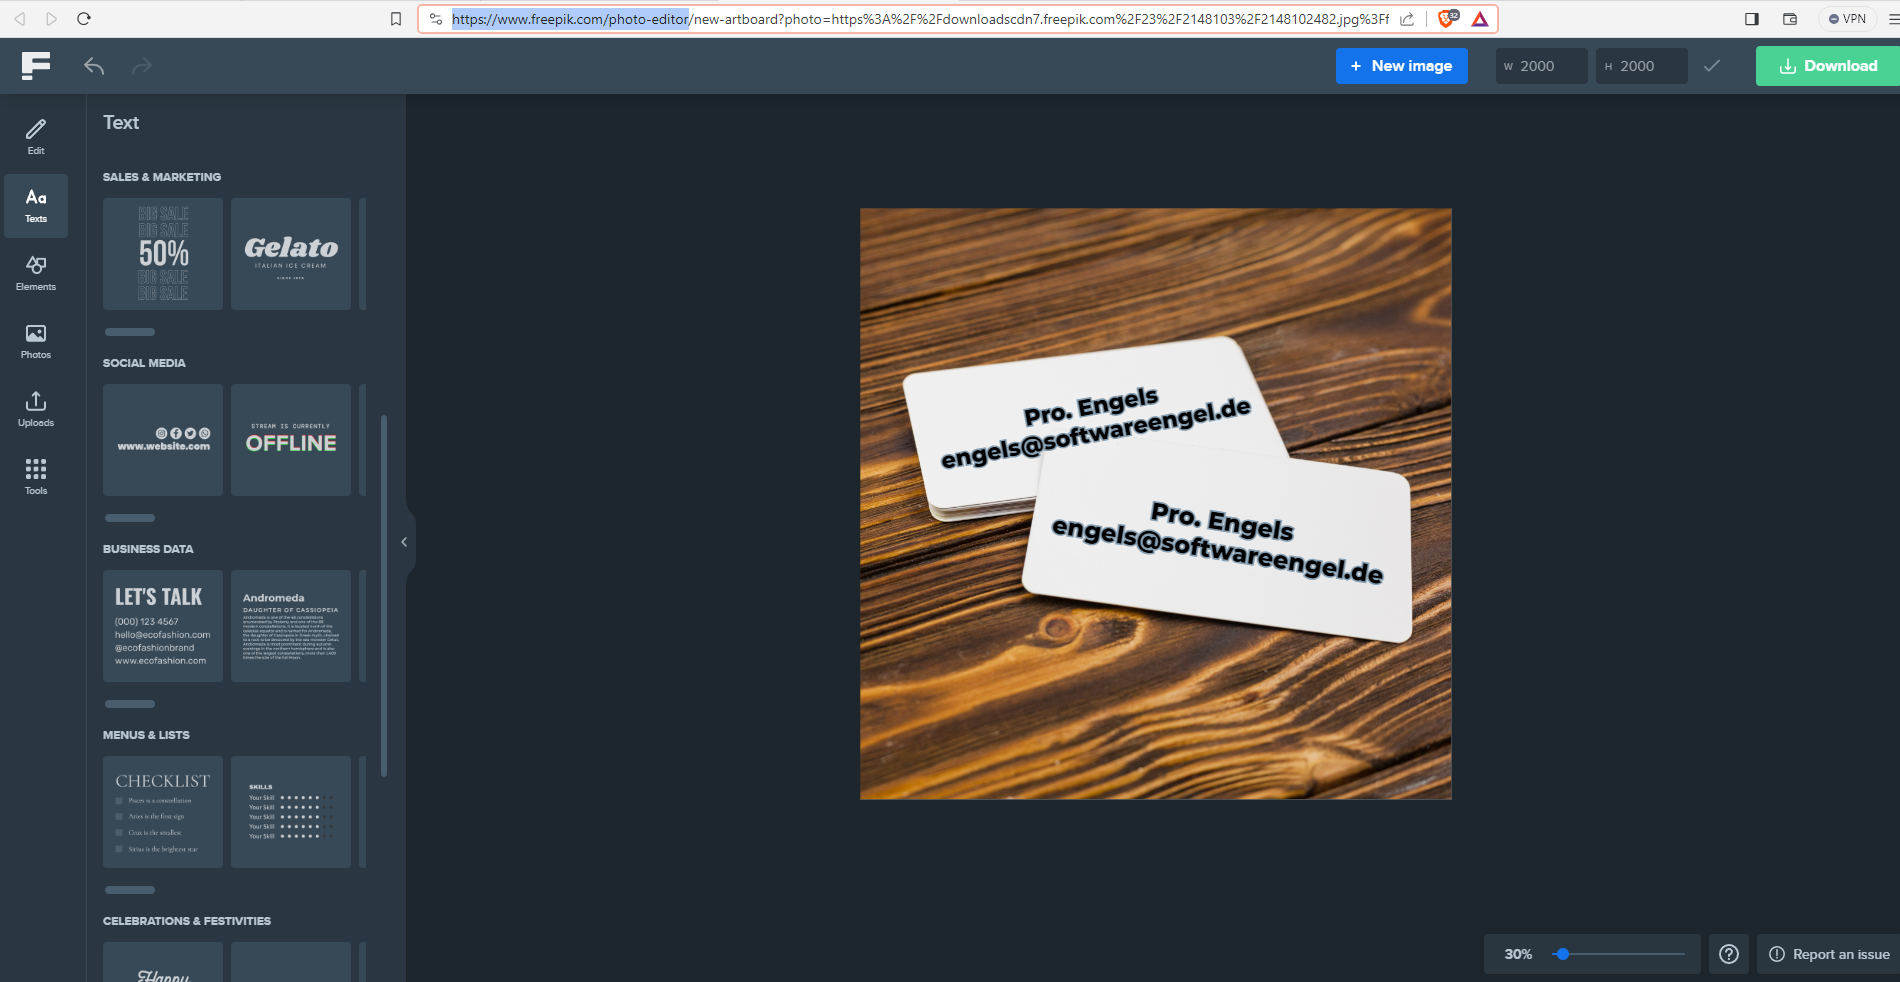 https://www.freepik.com/photo-editor/new-artboard?photo=https%3A%2F%2Fdownloadscdn7.freepik.com%2F23%2F2148103%2F2148102482.jpg%3Ff
32
VPN
+ New image
W 2000
H 2000
Download
Edit
Texts
Elements
Photos
Uploads
Tools
Text
SALES & MARKETING
BIG SALE
BIG SALE
50%
BIG SALE
BIG SALE
Gelato
ITALIAN ICE CREAM
SOCIAL MEDIA
www.website.com
STREAM IS CURRENTLY
OFFLINE
BUSINESS DATA
LET'S TALK
(000) 123 4567
hello@ecofashion.com
@ecofashionbrand
www.ecofashion.com
Andromeda
DAUGHTER OF CASSIOPEIA
MENUS & LISTS
CHECKLIST
Pisces is a constellation
Aries is the first sign
Crux is the smallest
Sirius is the brightest star
SKILLS
Your Skill
Your Skill
Your Skill
Your Skill
Your Skill
CELEBRATIONS & FESTIVITIES
Happy
Pro. Engels
engels@softwareengel.de
Pro. Engels
engels@softwareengel.de
30%
Report an issue